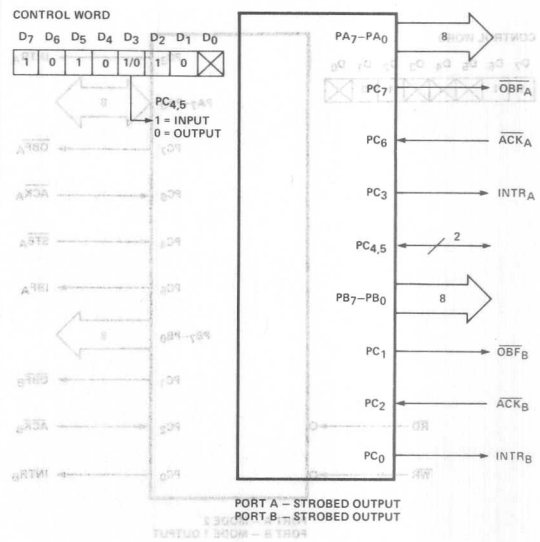 CONTROL WORD
D7 D6 D5 D4 D3 D2 D1 D0
1 0 1 0 1/0 1 0
PC4,5
1 = INPUT
0 = OUTPUT
PA7–PA0 8
PC7 OBFA
PC6 ACKA
PC3 INTRA
PC4,5 2
PB7–PB0 8
PC1 OBFB
PC2 ACKB
PC0 INTRB
PORT A – STROBED OUTPUT
PORT B – STROBED OUTPUT